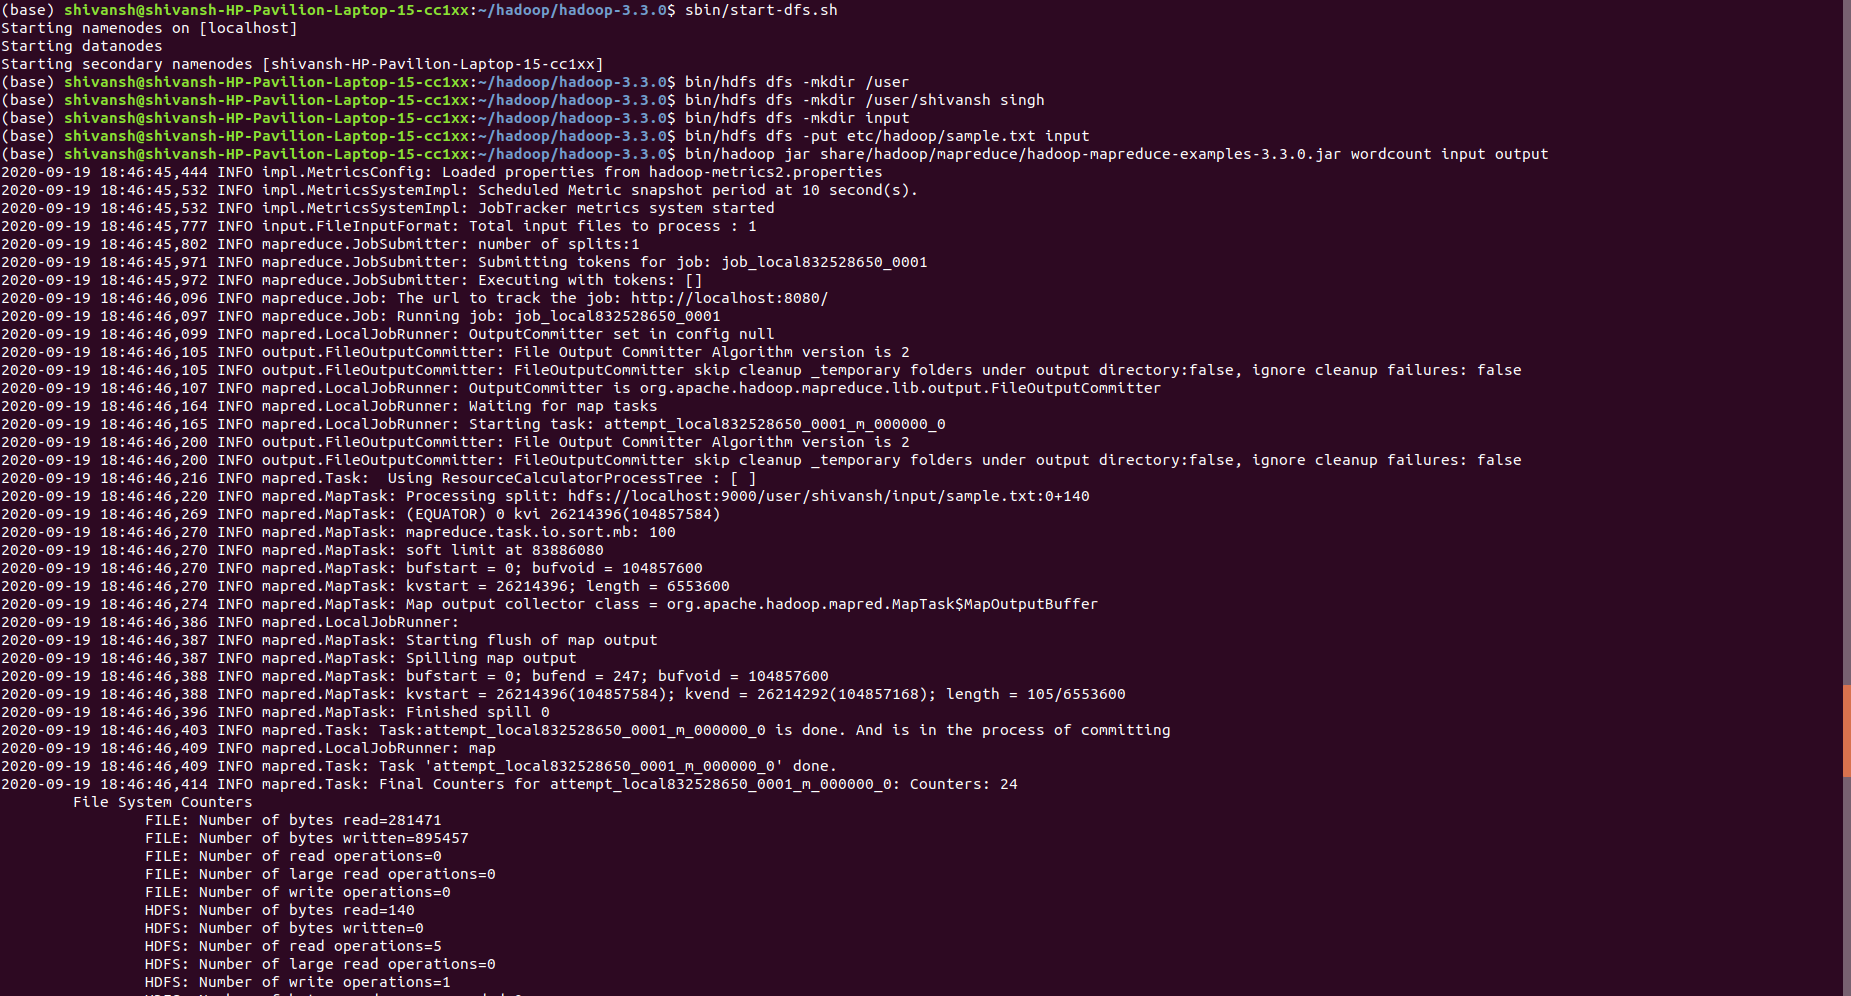 (base) shivansh@shivansh-HP-Pavilion-Laptop-15-cc1xx:~/hadoop/hadoop-3.3.0$ sbin/start-dfs.sh
Starting namenodes on [localhost]
Starting datanodes
Starting secondary namenodes [shivansh-HP-Pavilion-Laptop-15-cc1xx]
(base) shivansh@shivansh-HP-Pavilion-Laptop-15-cc1xx:~/hadoop/hadoop-3.3.0$ bin/hdfs dfs -mkdir /user
(base) shivansh@shivansh-HP-Pavilion-Laptop-15-cc1xx:~/hadoop/hadoop-3.3.0$ bin/hdfs dfs -mkdir /user/shivansh singh
(base) shivansh@shivansh-HP-Pavilion-Laptop-15-cc1xx:~/hadoop/hadoop-3.3.0$ bin/hdfs dfs -mkdir input
(base) shivansh@shivansh-HP-Pavilion-Laptop-15-cc1xx:~/hadoop/hadoop-3.3.0$ bin/hdfs dfs -put etc/hadoop/sample.txt input
(base) shivansh@shivansh-HP-Pavilion-Laptop-15-cc1xx:~/hadoop/hadoop-3.3.0$ bin/hadoop jar share/hadoop/mapreduce/hadoop-mapreduce-examples-3.3.0.jar wordcount input output
2020-09-19 18:46:45,444 INFO impl.MetricsConfig: Loaded properties from hadoop-metrics2.properties
2020-09-19 18:46:45,532 INFO impl.MetricsSystemImpl: Scheduled Metric snapshot period at 10 second(s).
2020-09-19 18:46:45,532 INFO impl.MetricsSystemImpl: JobTracker metrics system started
2020-09-19 18:46:45,777 INFO input.FileInputFormat: Total input files to process : 1
2020-09-19 18:46:45,802 INFO mapreduce.JobSubmitter: number of splits:1
2020-09-19 18:46:45,971 INFO mapreduce.JobSubmitter: Submitting tokens for job: job_local832528650_0001
2020-09-19 18:46:45,972 INFO mapreduce.JobSubmitter: Executing with tokens: []
2020-09-19 18:46:46,096 INFO mapreduce.Job: The url to track the job: http://localhost:8080/
2020-09-19 18:46:46,097 INFO mapreduce.Job: Running job: job_local832528650_0001
2020-09-19 18:46:46,099 INFO mapred.LocalJobRunner: OutputCommitter set in config null
2020-09-19 18:46:46,105 INFO output.FileOutputCommitter: File Output Committer Algorithm version is 2
2020-09-19 18:46:46,105 INFO output.FileOutputCommitter: FileOutputCommitter skip cleanup _temporary folders under output directory:false, ignore cleanup failures: false
2020-09-19 18:46:46,107 INFO mapred.LocalJobRunner: OutputCommitter is org.apache.hadoop.mapreduce.lib.output.FileOutputCommitter
2020-09-19 18:46:46,164 INFO mapred.LocalJobRunner: Waiting for map tasks
2020-09-19 18:46:46,165 INFO mapred.LocalJobRunner: Starting task: attempt_local832528650_0001_m_000000_0
2020-09-19 18:46:46,200 INFO output.FileOutputCommitter: File Output Committer Algorithm version is 2
2020-09-19 18:46:46,200 INFO output.FileOutputCommitter: FileOutputCommitter skip cleanup _temporary folders under output directory:false, ignore cleanup failures: false
2020-09-19 18:46:46,216 INFO mapred.Task:  Using ResourceCalculatorProcessTree : [ ]
2020-09-19 18:46:46,220 INFO mapred.MapTask: Processing split: hdfs://localhost:9000/user/shivansh/input/sample.txt:0+140
2020-09-19 18:46:46,269 INFO mapred.MapTask: (EQUATOR) 0 kvi 26214396(104857584)
2020-09-19 18:46:46,270 INFO mapred.MapTask: mapreduce.task.io.sort.mb: 100
2020-09-19 18:46:46,270 INFO mapred.MapTask: soft limit at 83886080
2020-09-19 18:46:46,270 INFO mapred.MapTask: bufstart = 0; bufvoid = 104857600
2020-09-19 18:46:46,270 INFO mapred.MapTask: kvstart = 26214396; length = 6553600
2020-09-19 18:46:46,274 INFO mapred.MapTask: Map output collector class = org.apache.hadoop.mapred.MapTask$MapOutputBuffer
2020-09-19 18:46:46,386 INFO mapred.LocalJobRunner:
2020-09-19 18:46:46,387 INFO mapred.MapTask: Starting flush of map output
2020-09-19 18:46:46,387 INFO mapred.MapTask: Spilling map output
2020-09-19 18:46:46,388 INFO mapred.MapTask: bufstart = 0; bufend = 247; bufvoid = 104857600
2020-09-19 18:46:46,388 INFO mapred.MapTask: kvstart = 26214396(104857584); kvend = 26214292(104857168); length = 105/6553600
2020-09-19 18:46:46,396 INFO mapred.MapTask: Finished spill 0
2020-09-19 18:46:46,403 INFO mapred.Task: Task:attempt_local832528650_0001_m_000000_0 is done. And is in the process of committing
2020-09-19 18:46:46,409 INFO mapred.LocalJobRunner: map
2020-09-19 18:46:46,409 INFO mapred.Task: Task 'attempt_local832528650_0001_m_000000_0' done.
2020-09-19 18:46:46,414 INFO mapred.Task: Final Counters for attempt_local832528650_0001_m_000000_0: Counters: 24
File System Counters
FILE: Number of bytes read=281471
FILE: Number of bytes written=895457
FILE: Number of read operations=0
FILE: Number of large read operations=0
FILE: Number of write operations=0
HDFS: Number of bytes read=140
HDFS: Number of bytes written=0
HDFS: Number of read operations=5
HDFS: Number of large read operations=0
HDFS: Number of write operations=1